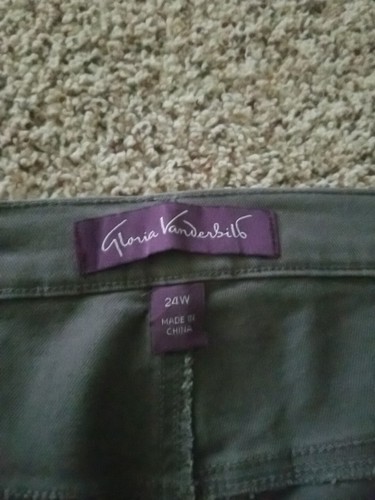 Gloria Vanderbilt
24W
MADE IN
CHINA